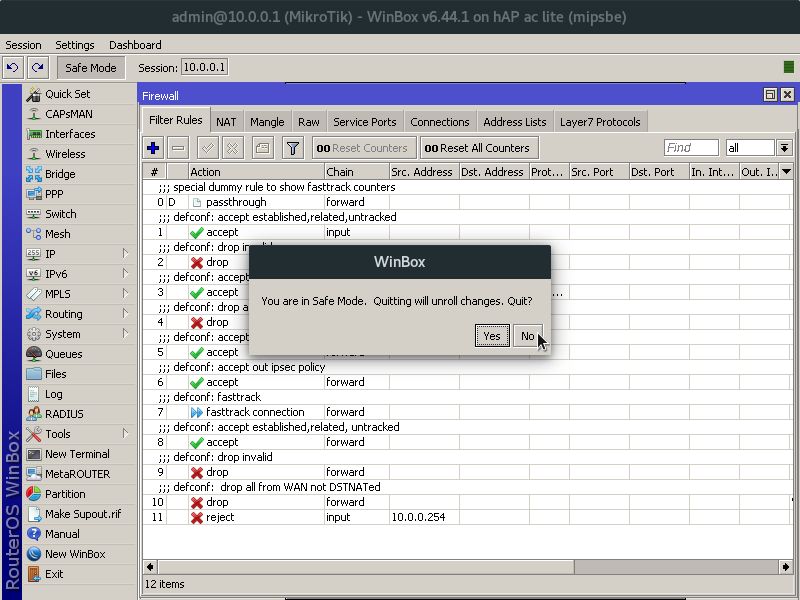 admin@10.0.0.1 (MikroTik) - WinBox v6.44.1 on hAP ac lite (mipsbe)
Session Settings Dashboard
Safe Mode Session: 10.0.0.1
Quick Set
CAPsMAN
Interfaces
Wireless
Bridge
PPP
Switch
Mesh
IP
IPv6
MPLS
Routing
System
Queues
Files
Log
RADIUS
Tools
New Terminal
MetaROUTER
Partition
Make Supout.rif
Manual
New WinBox
Exit
RouterOS WinBox
Firewall
Filter Rules NAT Mangle Raw Service Ports Connections Address Lists Layer7 Protocols
00 Reset Counters 00 Reset All Counters Find all
# Action Chain Src. Address Dst. Address Prot... Src. Port Dst. Port In. Int... Out. I...
;;; special dummy rule to show fasttrack counters
0 D passthrough forward
;;; defconf: accept established,related,untracked
1 accept input
;;; defconf: drop invalid
2 drop
;;; defconf: accept
3 accept ...
;;; defconf: drop a
4 drop
;;; defconf: accept
5 accept forward
;;; defconf: accept out ipsec policy
6 accept forward
;;; defconf: fasttrack
7 fasttrack connection forward
;;; defconf: accept established,related, untracked
8 accept forward
;;; defconf: drop invalid
9 drop forward
;;; defconf:  drop all from WAN not DSTNATed
10 drop forward
11 reject input 10.0.0.254
12 items
WinBox
You are in Safe Mode.  Quitting will unroll changes. Quit?
Yes No